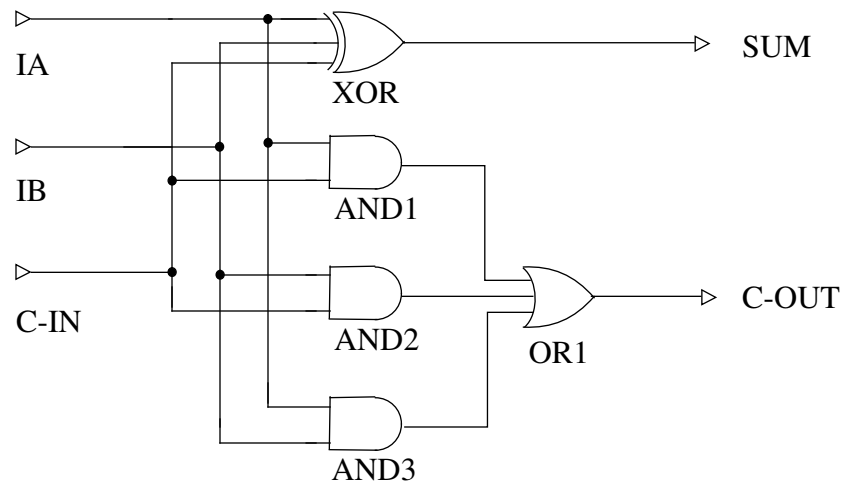 IA
SUM
XOR
IB
AND1
C-IN
C-OUT
AND2
OR1
AND3